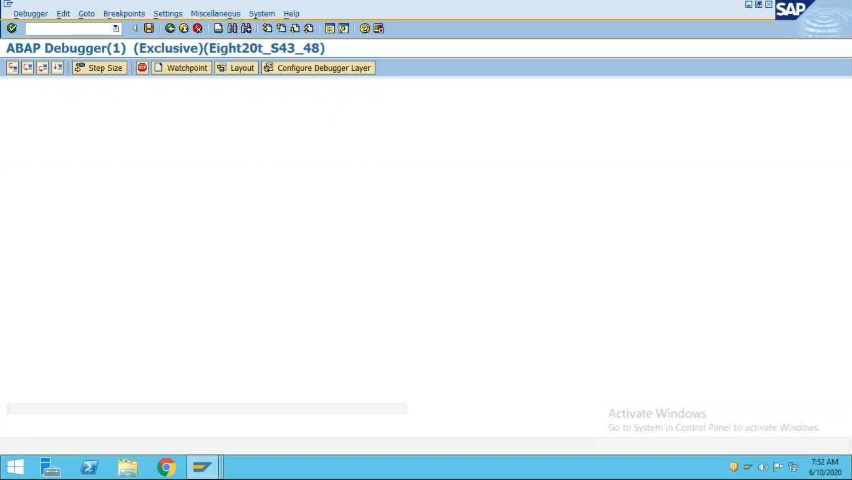 Debugger Edit Goto Breakpoints Settings Miscellaneous System Help
SAP
ABAP Debugger(1) (Exclusive)(Eight20t_S43_48)
Step Size Watchpoint Layout Configure Debugger Layer
Activate Windows
Go to System in Control Panel to activate Windows.
7:52 AM
6/10/2020